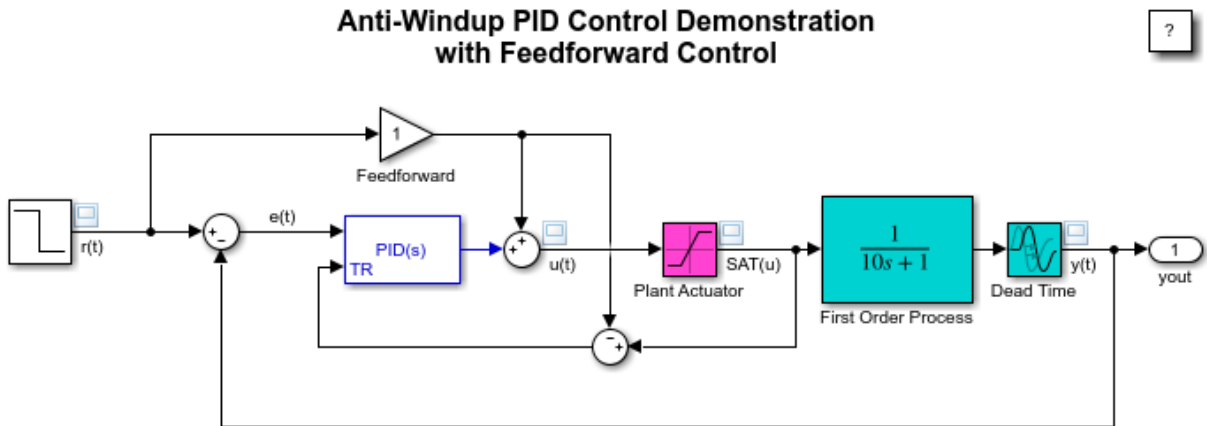 Anti-Windup PID Control Demonstration
with Feedforward Control
?
1
Feedforward
r(t)
+
−
e(t)
PID(s)
TR
+
+
u(t)
Plant Actuator
SAT(u)
1
10s + 1
First Order Process
Dead Time
y(t)
1
yout
−
+